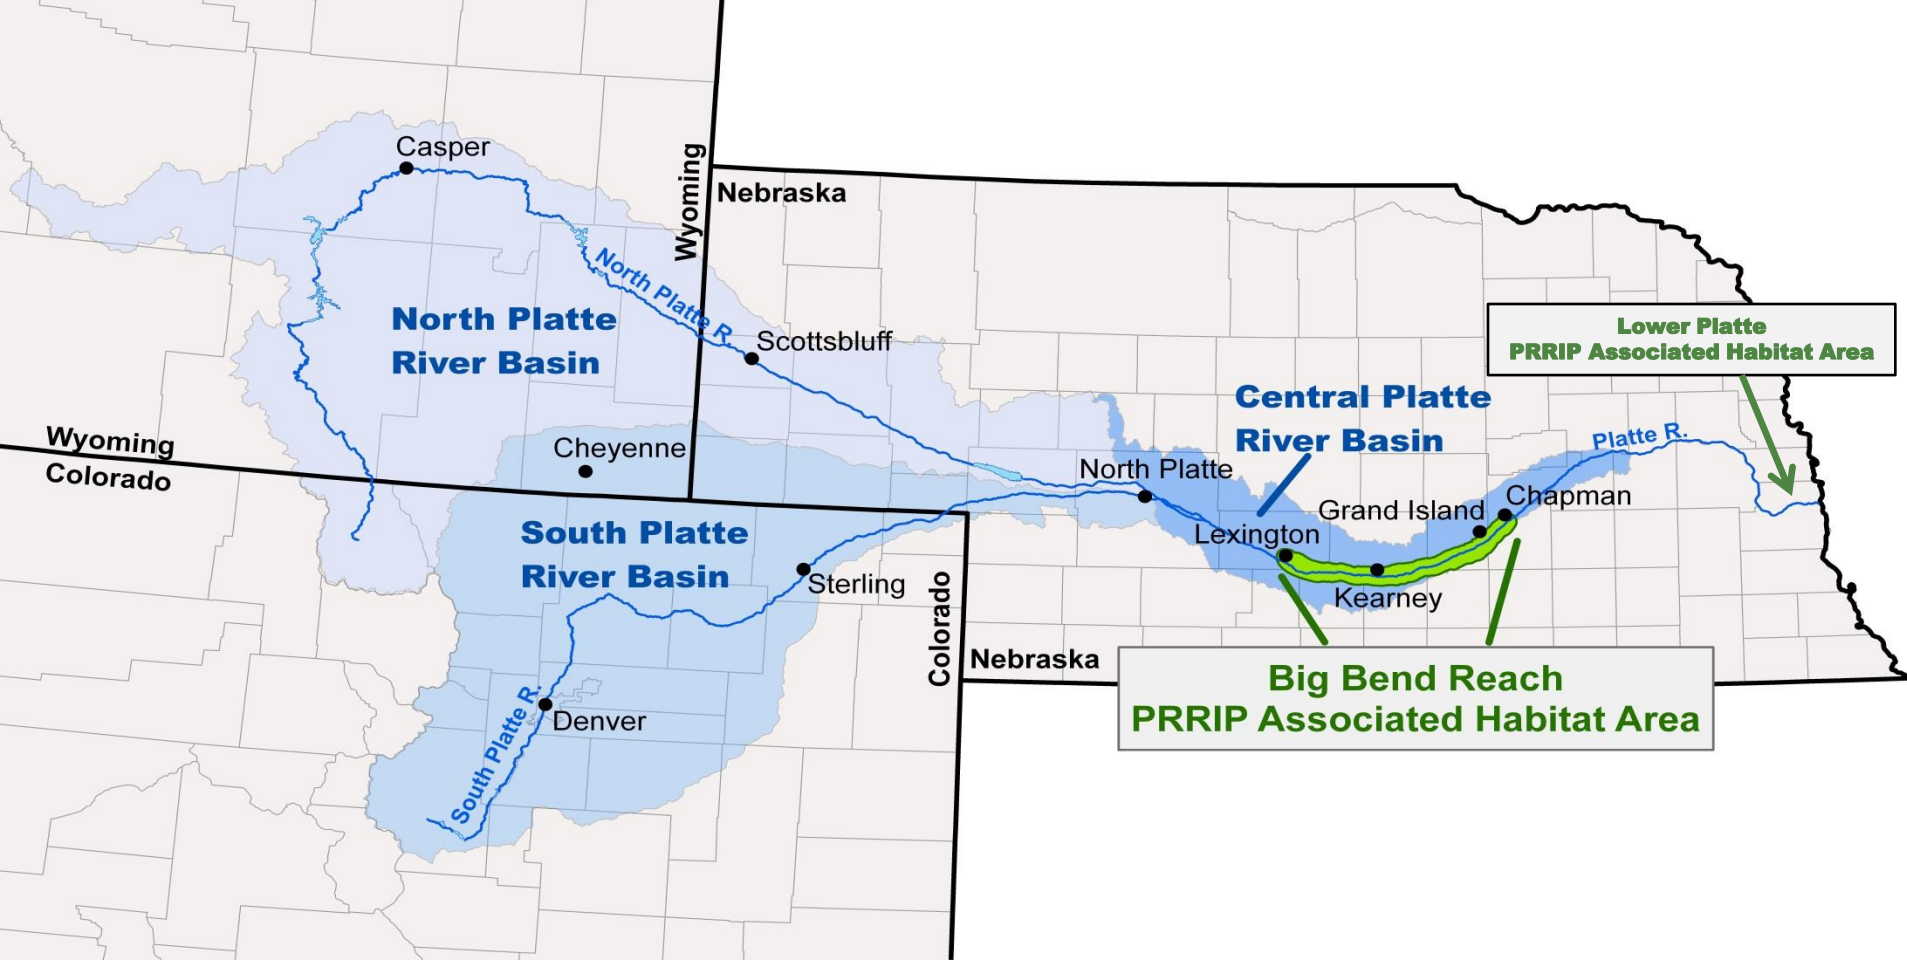 Casper
Wyoming
Nebraska
North Platte R.
North Platte
River Basin
Scottsbluff
Lower Platte
PRRIP Associated Habitat Area
Central Platte
River Basin
Platte R.
Wyoming
Colorado
Cheyenne
North Platte
Grand Island
Chapman
South Platte
River Basin
Lexington
Sterling
Kearney
Colorado
Nebraska
South Platte R.
Denver
Big Bend Reach
PRRIP Associated Habitat Area